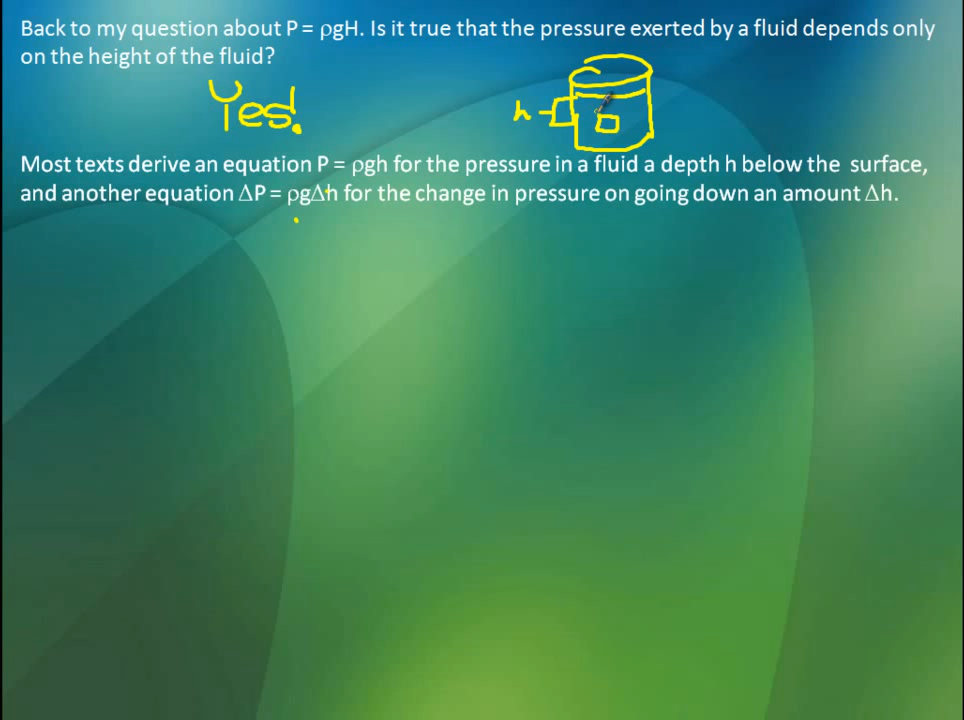 Back to my question about P = ρgH. Is it true that the pressure exerted by a fluid depends only
on the height of the fluid?
Yes!
h
Most texts derive an equation P = ρgh for the pressure in a fluid a depth h below the  surface,
and another equation ΔP = ρgΔh for the change in pressure on going down an amount Δh.